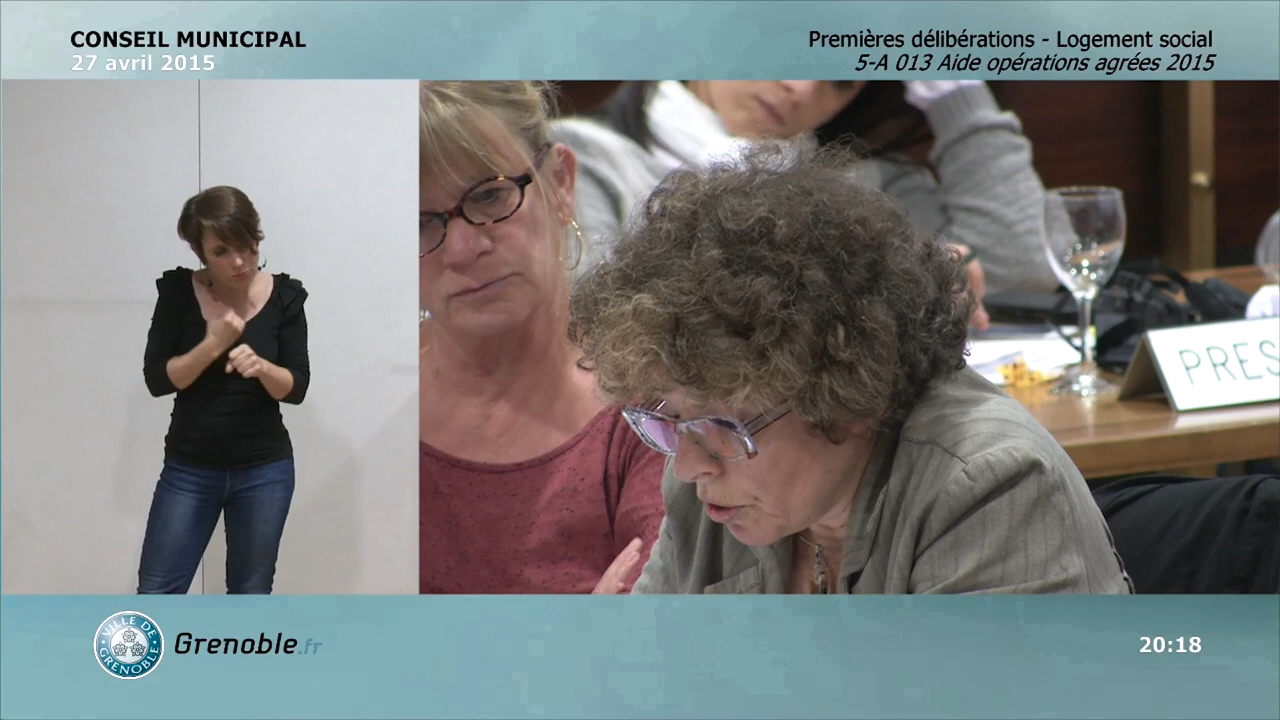 CONSEIL MUNICIPAL
27 avril 2015
Premières délibérations - Logement social
5-A 013 Aide opérations agrées 2015
PRES
VILLE DE GRENOBLE
Grenoble.fr
20:18